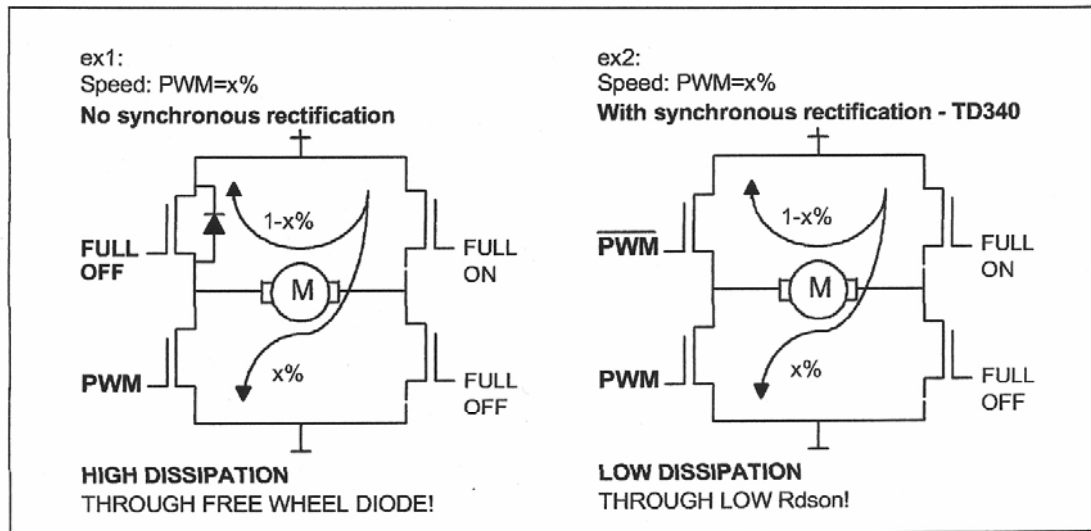 ex1:
Speed: PWM=x%
No synchronous rectification
1-x%
FULL
OFF
FULL
ON
M
PWM
x%
FULL
OFF
HIGH DISSIPATION
THROUGH FREE WHEEL DIODE!
ex2:
Speed: PWM=x%
With synchronous rectification - TD340
1-x%
PWM
FULL
ON
M
PWM
x%
FULL
OFF
LOW DISSIPATION
THROUGH LOW Rdson!